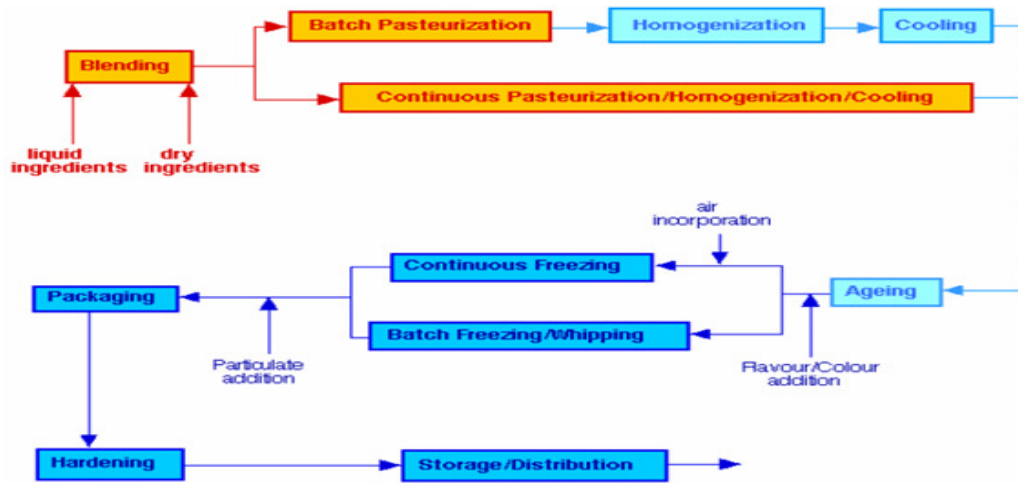 Batch Pasteurization
Homogenization
Cooling
Blending
Continuous Pasteurization/Homogenization/Cooling
liquid
ingredients
dry
ingredients
air
incorporation
Continuous Freezing
Ageing
Packaging
Batch Freezing/Whipping
Particulate
addition
Flavour/Colour
addition
Hardening
Storage/Distribution